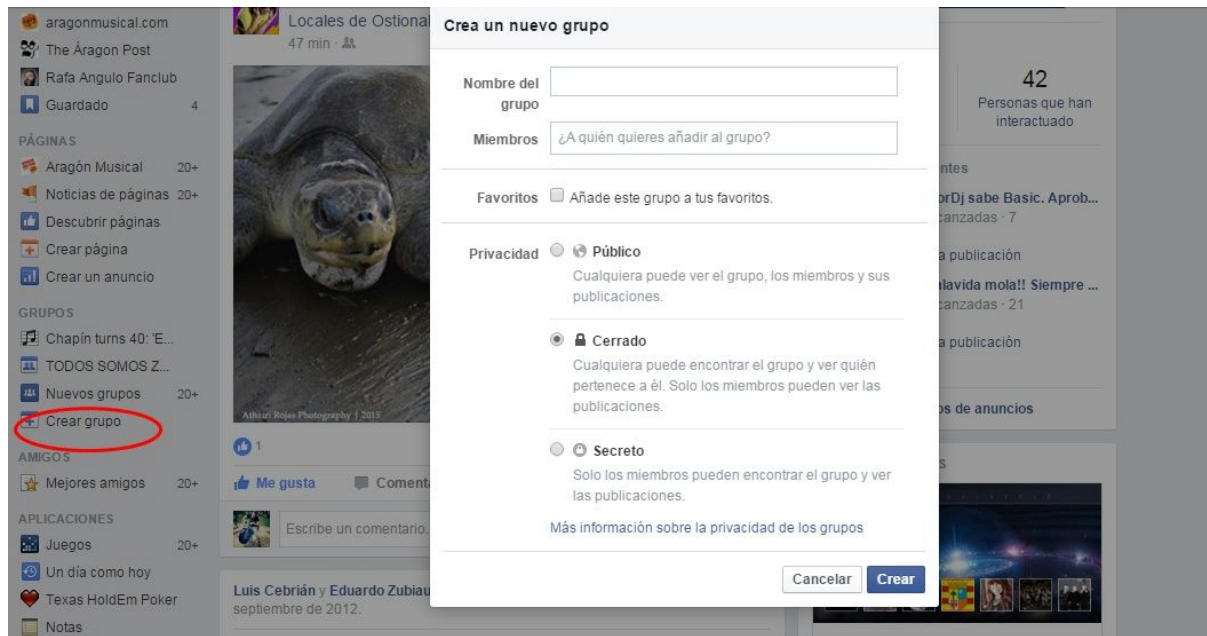 aragonmusical.com
The Áragon Post
Rafa Angulo Fanclub
Guardado 4
PÁGINAS
Aragón Musical 20+
Noticias de páginas 20+
Descubrir páginas
Crear página
Crear un anuncio
GRUPOS
Chapín turns 40: 'E...
TODOS SOMOS Z...
Nuevos grupos 20+
Crear grupo
AMIGOS
Mejores amigos 20+
APLICACIONES
Juegos 20+
Un día como hoy
Texas HoldEm Poker
Notas
Locales de Ostional
47 min ·
Athuri Rojas Photography | 2015
1
Me gusta Coment
Escribe un comentario.
Luis Cebrián y Eduardo Zubiau
septiembre de 2012.
Crea un nuevo grupo
Nombre del
grupo
Miembros ¿A quién quieres añadir al grupo?
Favoritos Añade este grupo a tus favoritos.
Privacidad Público
Cualquiera puede ver el grupo, los miembros y sus
publicaciones.
Cerrado
Cualquiera puede encontrar el grupo y ver quién
pertenece a él. Solo los miembros pueden ver las
publicaciones.
Secreto
Solo los miembros pueden encontrar el grupo y ver
las publicaciones.
Más información sobre la privacidad de los grupos
Cancelar Crear
42
Personas que han
interactuado
ntes
orDj sabe Basic. Aprob...
canzadas · 7
a publicación
alavida mola!! Siempre ...
canzadas · 21
a publicación
os de anuncios
S